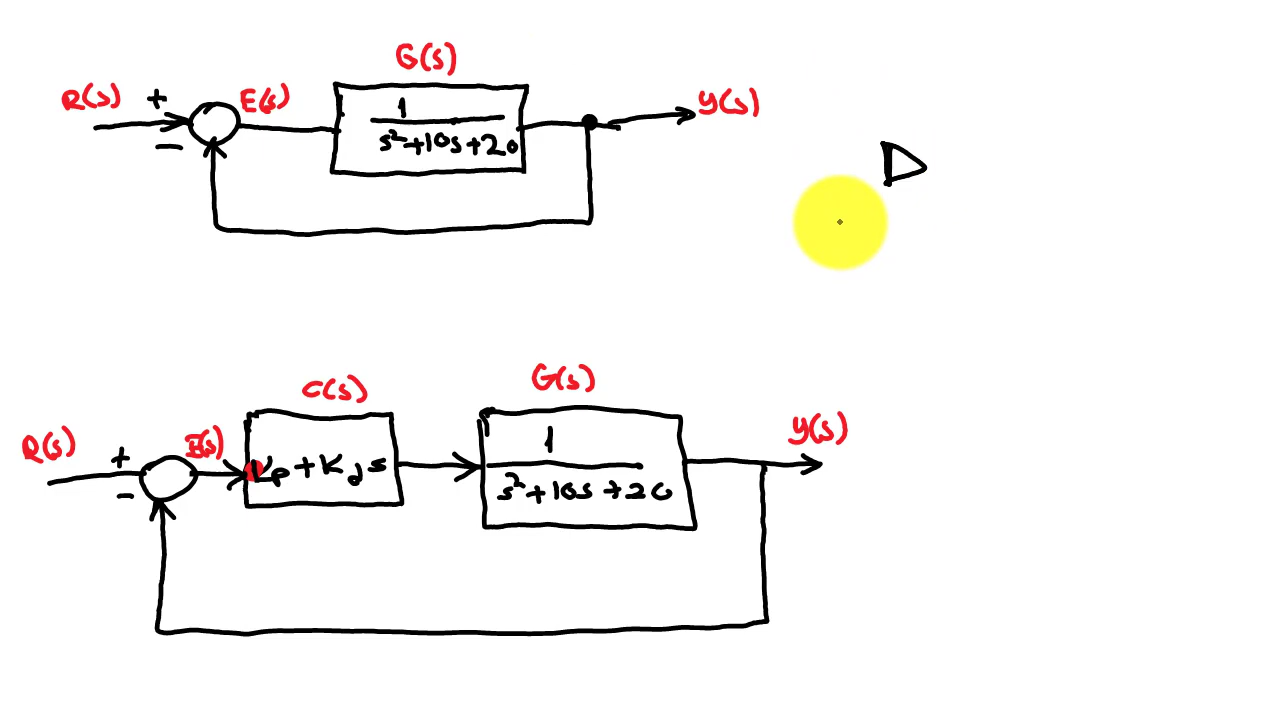 G(s)
R(s) + E(s) 1 y(s)
s²+10s+20
−
D
G(s)
C(s)
R(s) + E(s) Kp+Kds 1 y(s)
− s²+10s+20